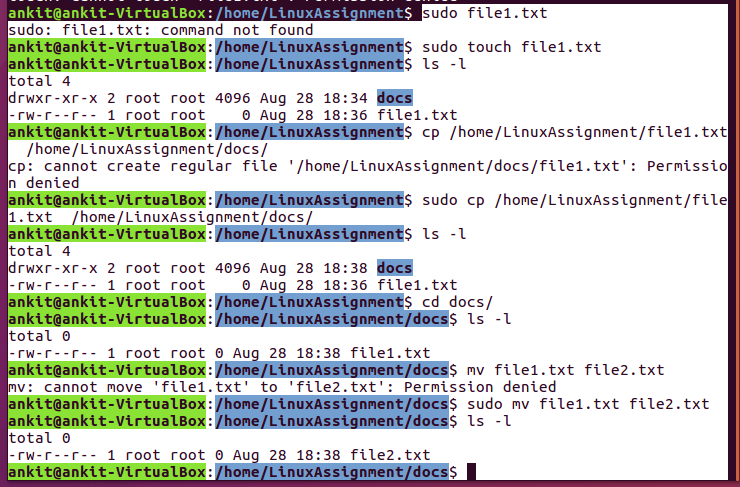 ankit@ankit-VirtualBox:/home/LinuxAssignment$ sudo file1.txt
sudo: file1.txt: command not found
ankit@ankit-VirtualBox:/home/LinuxAssignment$ sudo touch file1.txt
ankit@ankit-VirtualBox:/home/LinuxAssignment$ ls -l
total 4
drwxr-xr-x 2 root root 4096 Aug 28 18:34 docs
-rw-r--r-- 1 root root    0 Aug 28 18:36 file1.txt
ankit@ankit-VirtualBox:/home/LinuxAssignment$ cp /home/LinuxAssignment/file1.txt
  /home/LinuxAssignment/docs/
cp: cannot create regular file '/home/LinuxAssignment/docs/file1.txt': Permissio
n denied
ankit@ankit-VirtualBox:/home/LinuxAssignment$ sudo cp /home/LinuxAssignment/file
1.txt  /home/LinuxAssignment/docs/
ankit@ankit-VirtualBox:/home/LinuxAssignment$ ls -l
total 4
drwxr-xr-x 2 root root 4096 Aug 28 18:38 docs
-rw-r--r-- 1 root root    0 Aug 28 18:36 file1.txt
ankit@ankit-VirtualBox:/home/LinuxAssignment$ cd docs/
ankit@ankit-VirtualBox:/home/LinuxAssignment/docs$ ls -l
total 0
-rw-r--r-- 1 root root 0 Aug 28 18:38 file1.txt
ankit@ankit-VirtualBox:/home/LinuxAssignment/docs$ mv file1.txt file2.txt
mv: cannot move 'file1.txt' to 'file2.txt': Permission denied
ankit@ankit-VirtualBox:/home/LinuxAssignment/docs$ sudo mv file1.txt file2.txt
ankit@ankit-VirtualBox:/home/LinuxAssignment/docs$ ls -l
total 0
-rw-r--r-- 1 root root 0 Aug 28 18:38 file2.txt
ankit@ankit-VirtualBox:/home/LinuxAssignment/docs$